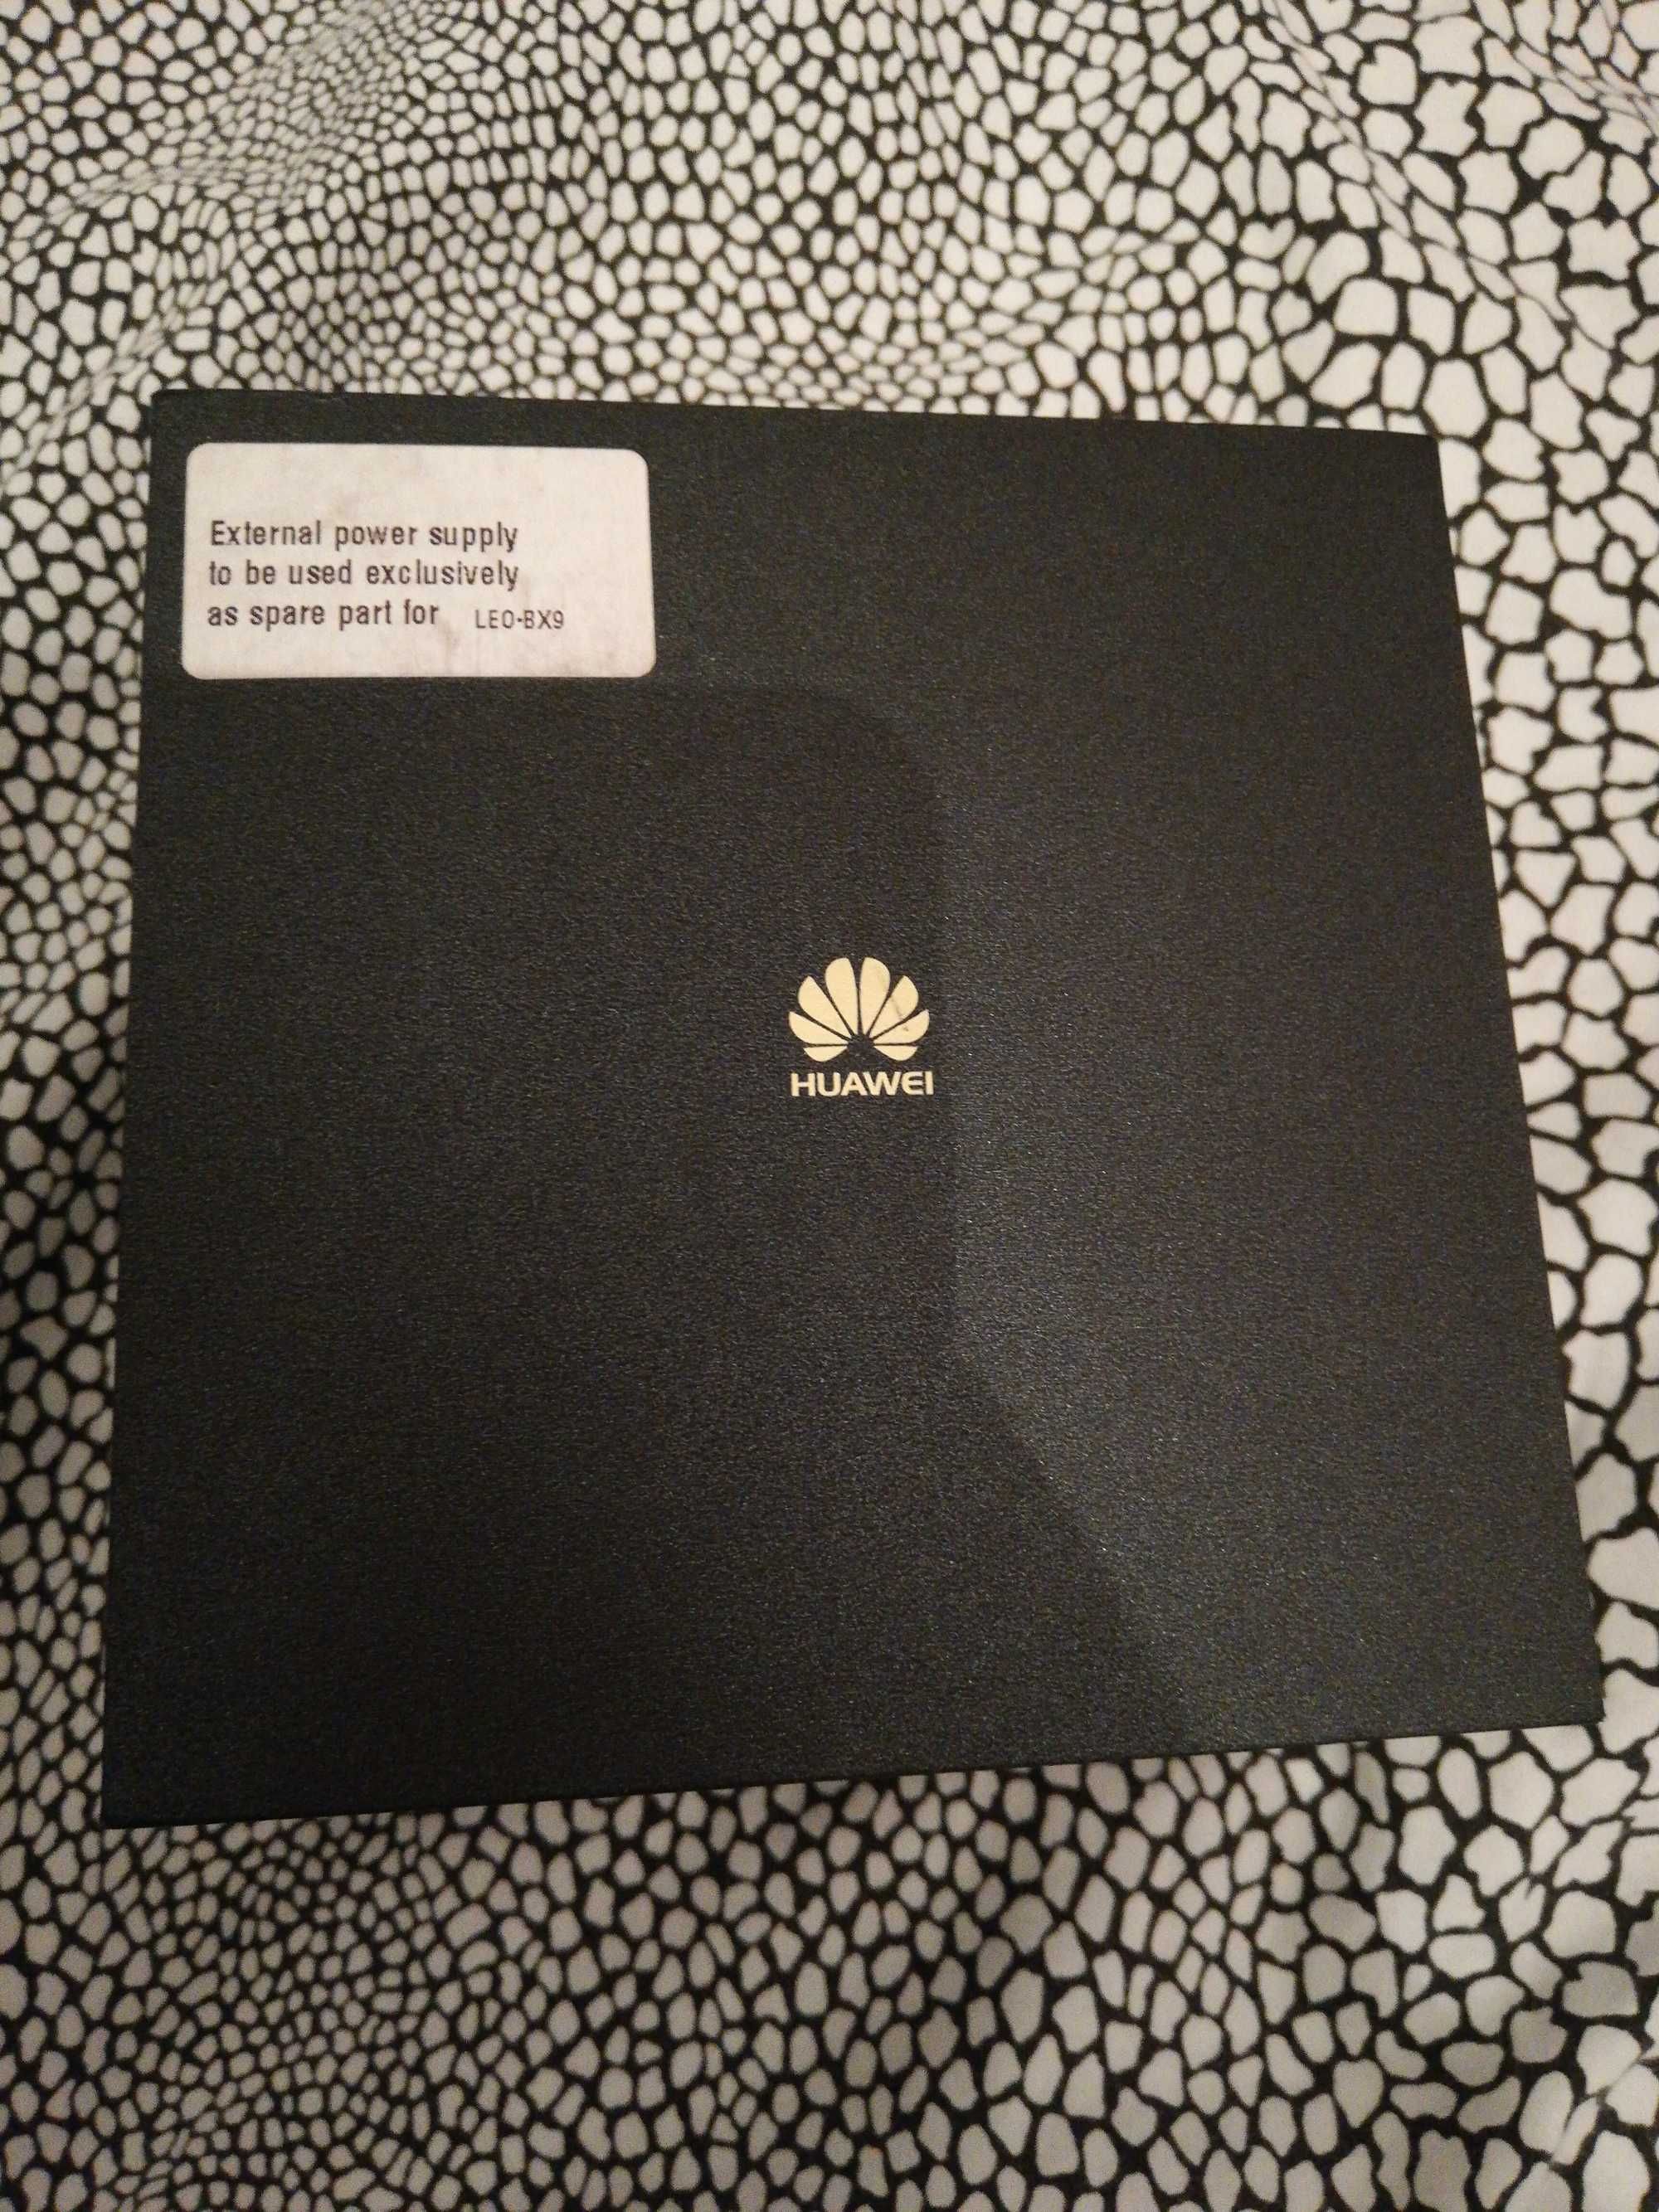 External power supply
to be used exclusively
as spare part for LEO-BX9
HUAWEI